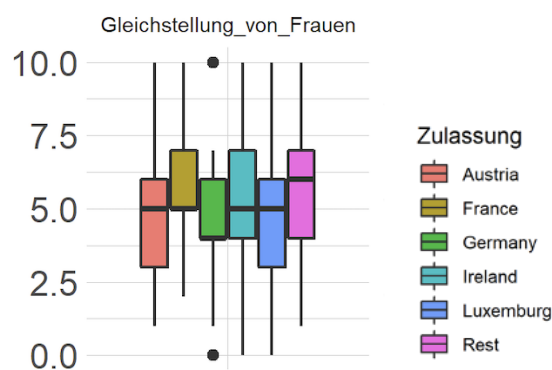 Gleichstellung_von_Frauen
10.0
7.5
5.0
2.5
0.0
Zulassung
Austria
France
Germany
Ireland
Luxemburg
Rest